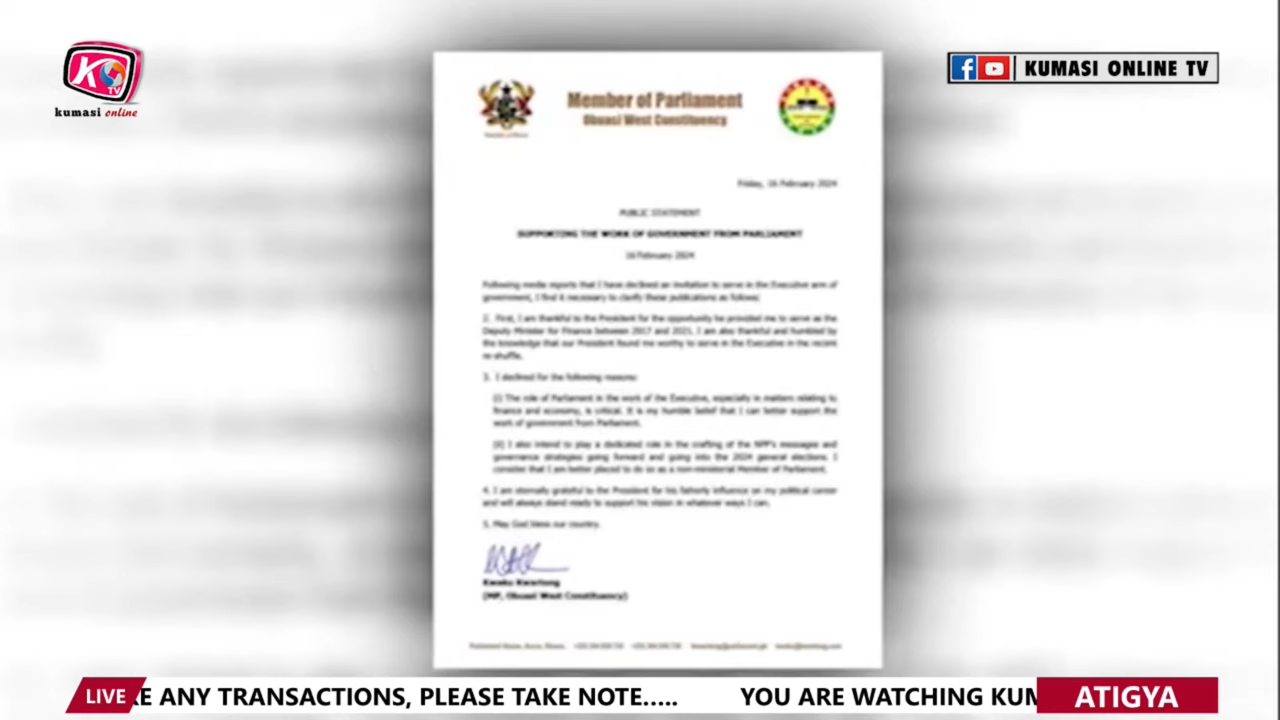 KO TV
kumasi online
KUMASI ONLINE TV
Member of Parliament
Obuasi West Constituency
Friday, 16 February 2024
PUBLIC STATEMENT
SUPPORTING THE WORK OF GOVERNMENT FROM PARLIAMENT
16 February 2024
Following media reports that I have declined an invitation to serve in the Executive arm of
government, I find it necessary to clarify these publications as follows:
2. First, I am thankful to the President for the opportunity he provided me to serve as the
Deputy Minister for Finance between 2017 and 2021. I am also thankful and humbled by
the knowledge that our President found me worthy to serve in the Executive in the recent
re-shuffle.
3. I declined for the following reasons:
(i) The role of Parliament in the work of the Executive, especially in matters relating to
finance and economy, is critical. It is my humble belief that I can better support the
work of government from Parliament.
(ii) I also intend to play a dedicated role in the crafting of the NPP's messages and
governance strategies going forward and going into the 2024 general elections. I
consider that I am better placed to do so as a non-ministerial Member of Parliament.
4. I am eternally grateful to the President for his fatherly influence on my political career
and will always stand ready to support his vision in whatever ways I can.
5. May God bless our country.
Kwaku Kwarteng
(MP, Obuasi West Constituency)
Parliament House, Accra, Ghana.
LIVE
E ANY TRANSACTIONS, PLEASE TAKE NOTE..... YOU ARE WATCHING KUM
ATIGYA